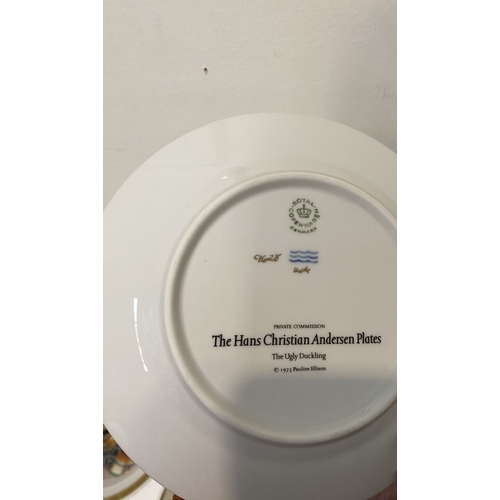 ROYAL
COPENHAGEN
DENMARK
PRIVATE COMMISSION
The Hans Christian Andersen Plates
The Ugly Duckling
© 1975 Pauline Ellison